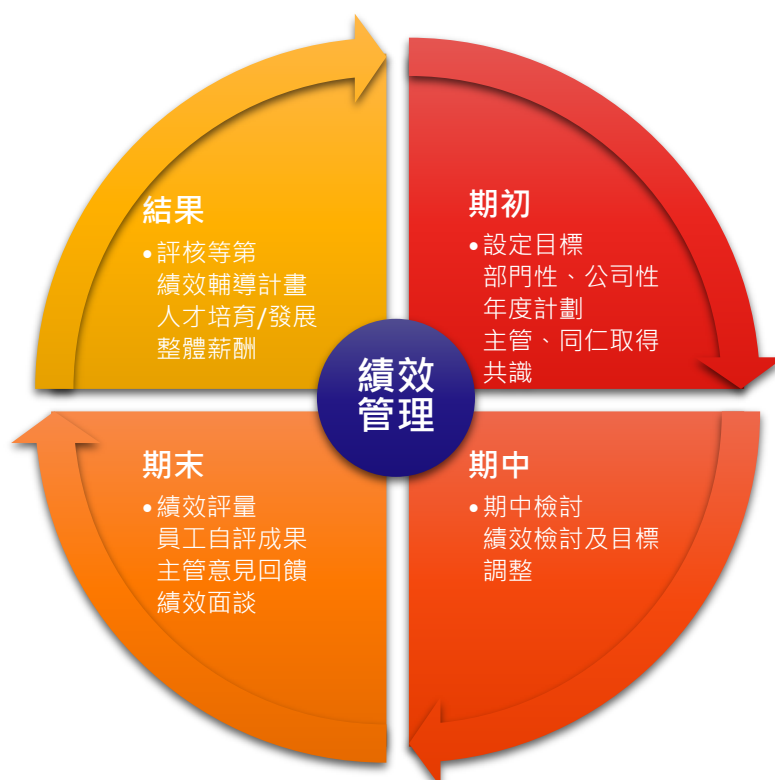 結果
•評核等第
績效輔導計畫
人才培育/發展
整體薪酬
期初
•設定目標
部門性、公司性
年度計劃
主管、同仁取得
共識
績效
管理
期末
•績效評量
員工自評成果
主管意見回饋
績效面談
期中
•期中檢討
績效檢討及目標
調整